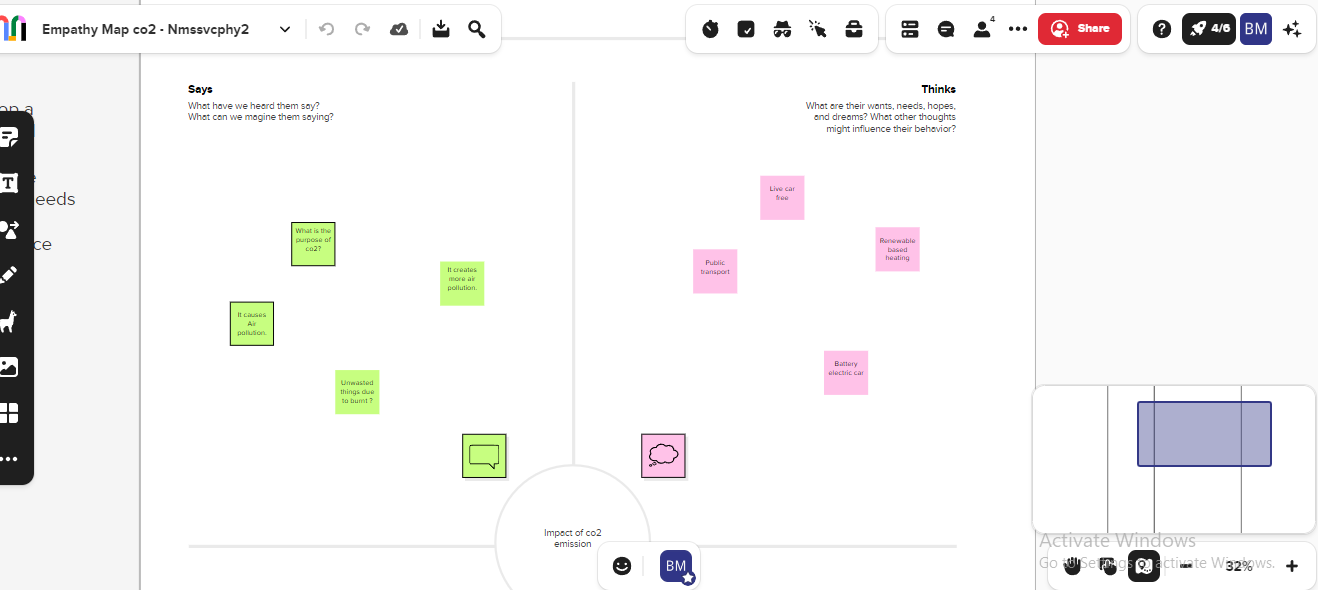 Empathy Map co2 - Nmssvcphy2
4
Share
4/6
BM
on a
eeds
ce
Says
What have we heard them say?
What can we magine them saying?
Thinks
What are their wants, needs, hopes,
and dreams? What other thoughts
might influence their behavior?
What is the
purpose of
co2?
It creates
more air
pollution.
It causes
Air
pollution.
Unwasted
things due
to burnt ?
Live car
free
Public
transport
Renewable
based
heating
Battery
electric car
Impact of co2
emission
BM
Activate Windows
Go to Settings to activate Windows.
32%